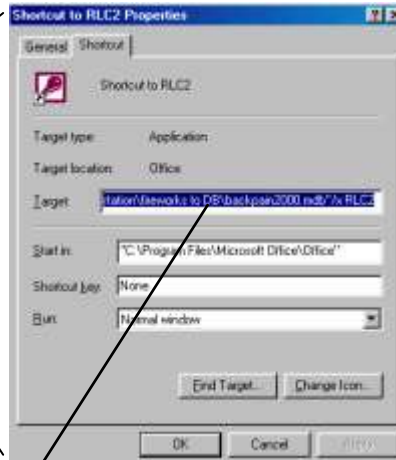 Shortcut to RLC2 Properties
General Shortcut
Shortcut to RLC2
Target type: Application
Target location: Office
Target: tation\fireworks to DB\backpain2000.mdb"/x RLC2
Start in: "C:\Program Files\Microsoft Office\Office"
Shortcut key: None
Run: Normal window
Find Target... Change Icon...
OK Cancel Apply